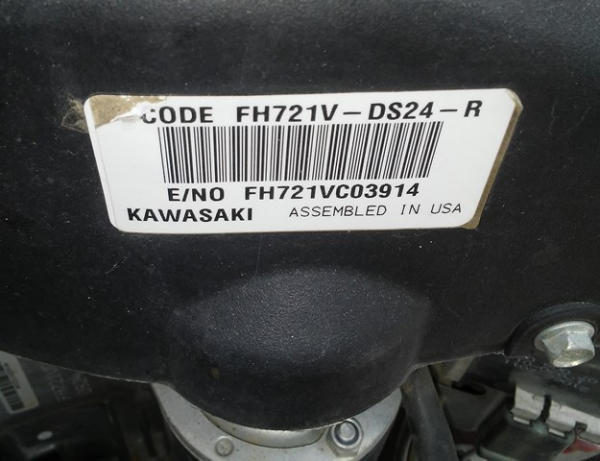 CODE FH721V-DS24-R
E/NO FH721VC03914
KAWASAKI ASSEMBLED IN USA